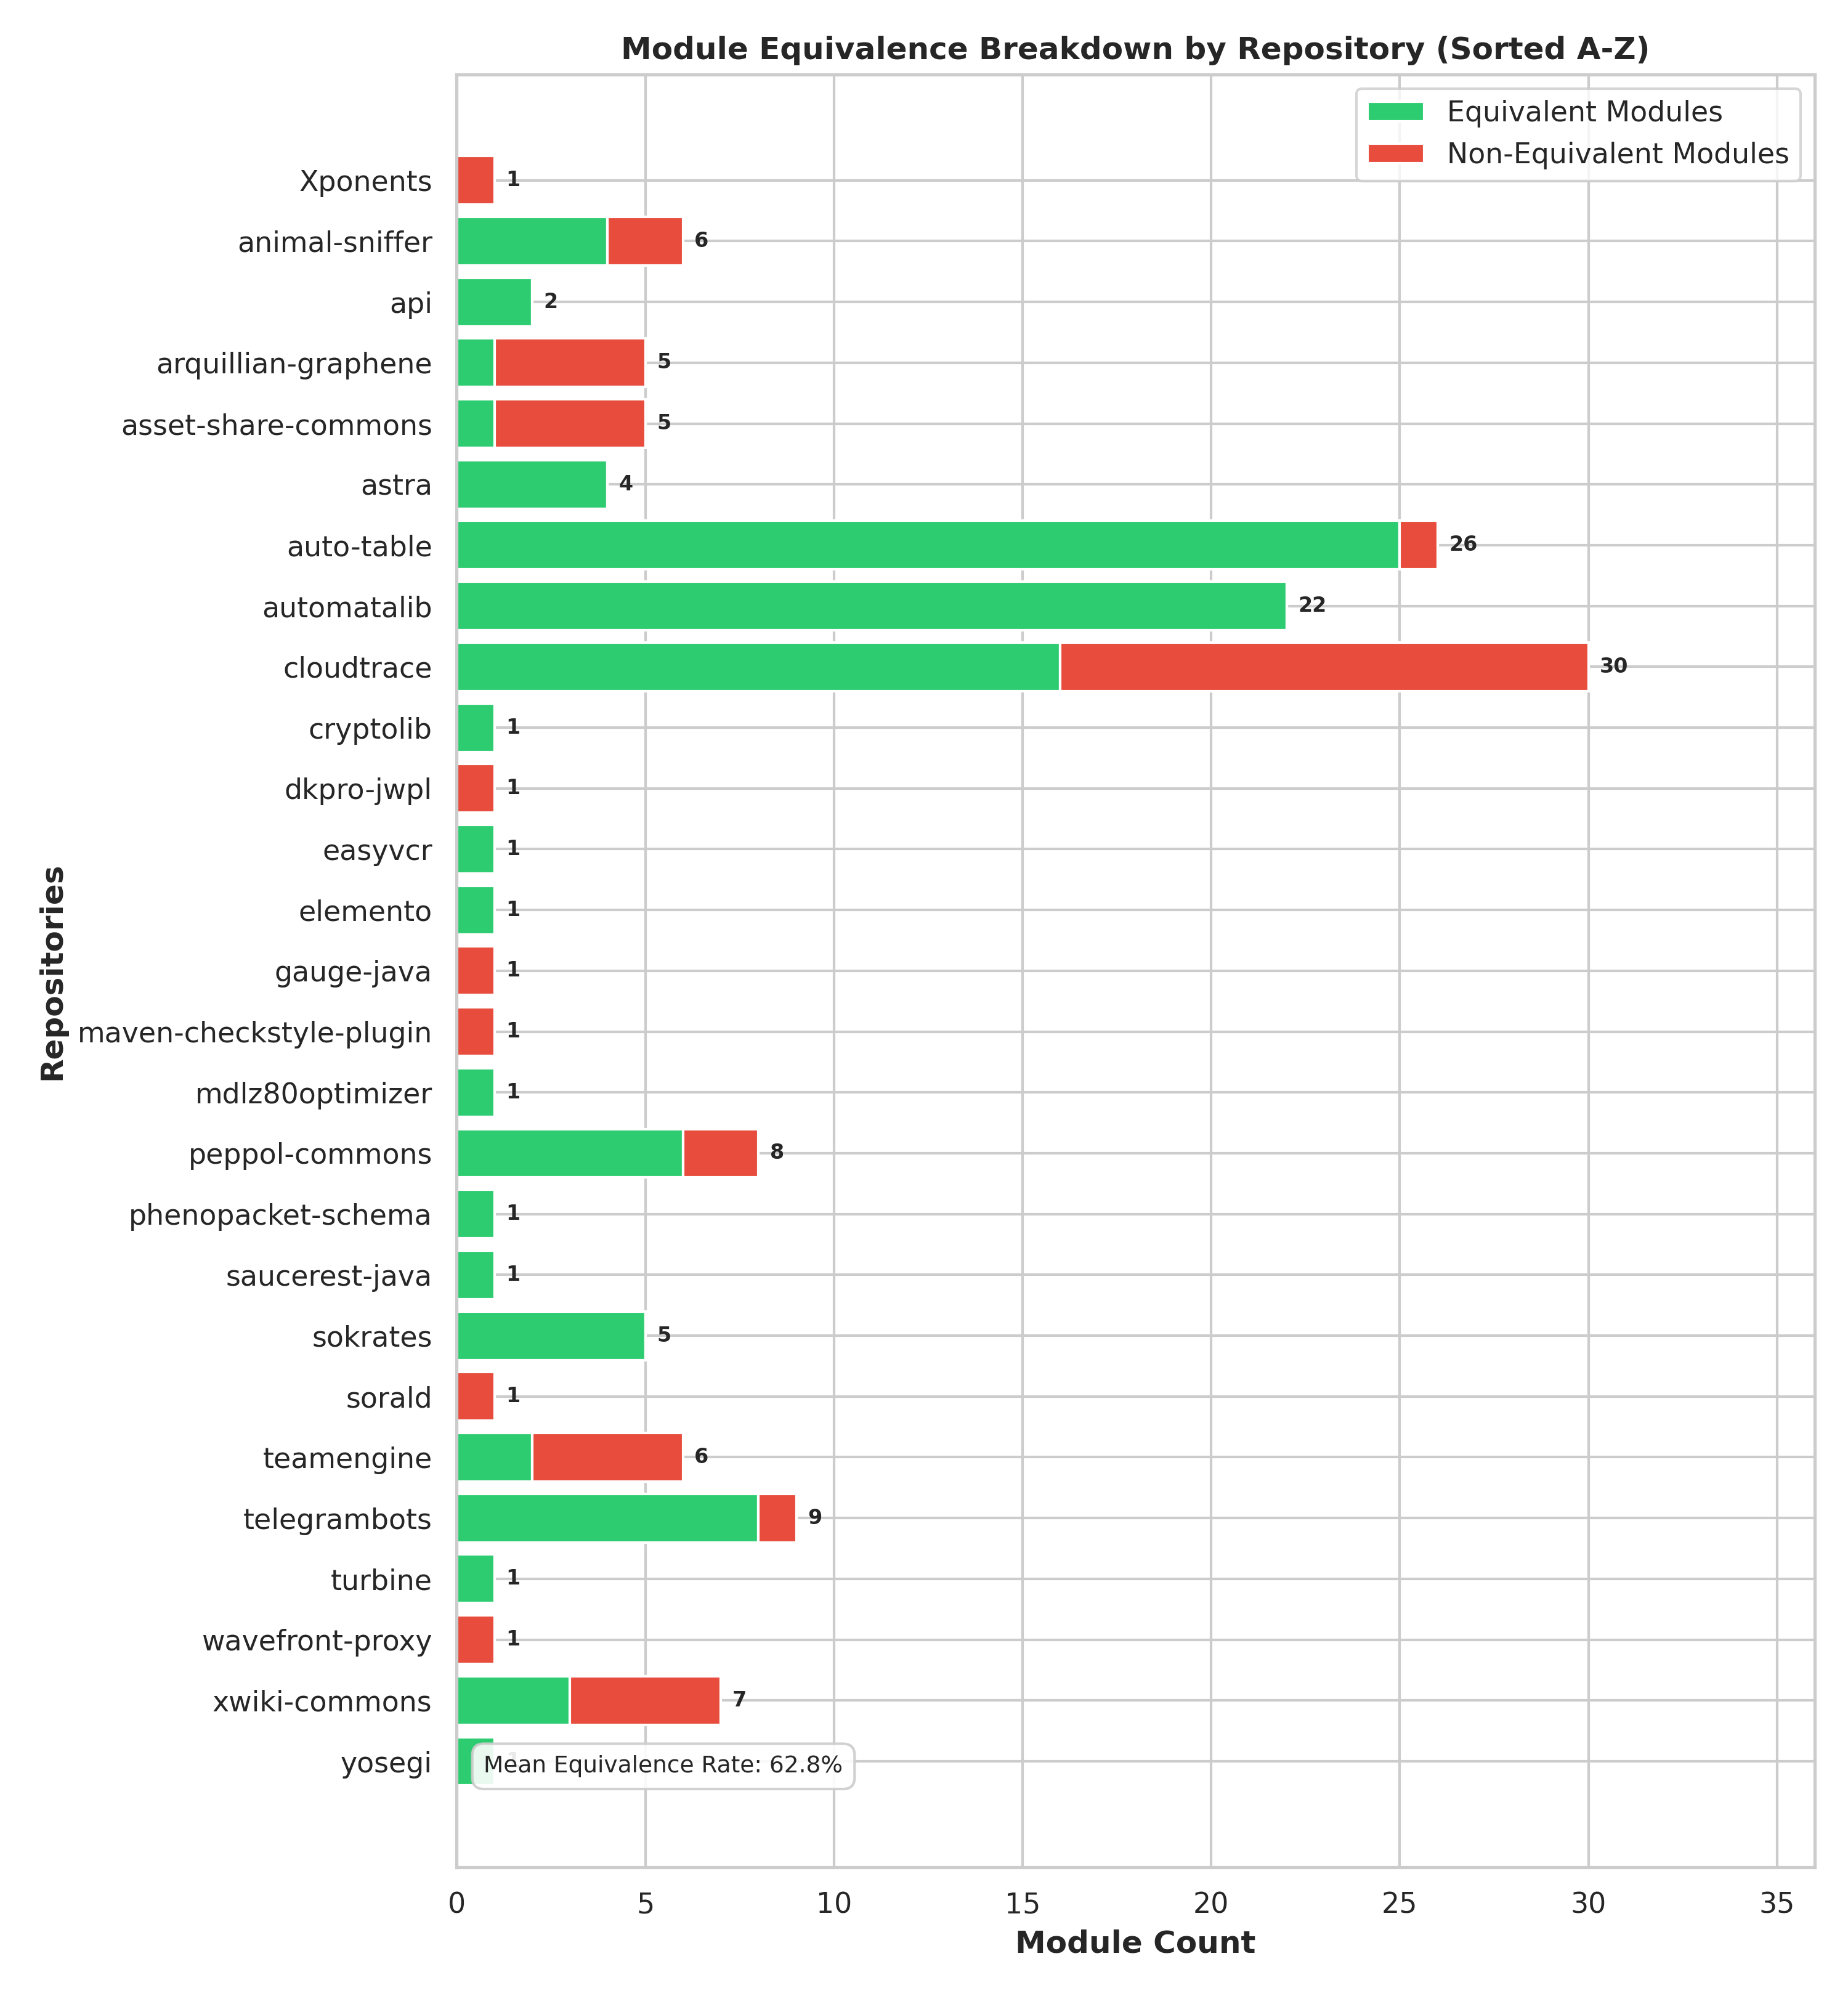 Module Equivalence Breakdown by Repository (Sorted A-Z)
Equivalent Modules
Non-Equivalent Modules
Xponents 1
animal-sniffer 6
api 2
arquillian-graphene 5
asset-share-commons 5
astra 4
auto-table 26
automatalib 22
cloudtrace 30
cryptolib 1
dkpro-jwpl 1
easyvcr 1
elemento 1
gauge-java 1
maven-checkstyle-plugin 1
mdlz80optimizer 1
peppol-commons 8
phenopacket-schema 1
saucerest-java 1
sokrates 5
sorald 1
teamengine 6
telegrambots 9
turbine 1
wavefront-proxy 1
xwiki-commons 7
yosegi
Mean Equivalence Rate: 62.8%
Repositories
0 5 10 15 20 25 30 35
Module Count